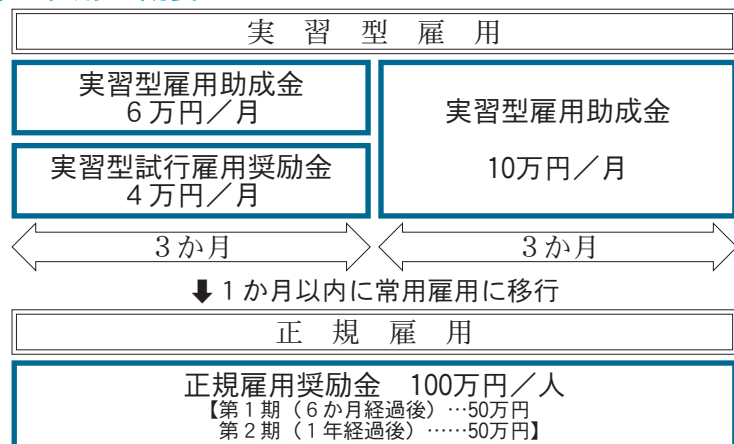 実習型雇用
実習型雇用助成金
6万円／月
実習型試行雇用奨励金
4万円／月
実習型雇用助成金
10万円／月
3か月
3か月
⬇1か月以内に常用雇用に移行
正規雇用
正規雇用奨励金　100万円／人
【第1期（6か月経過後）…50万円
第2期（1年経過後）……50万円】